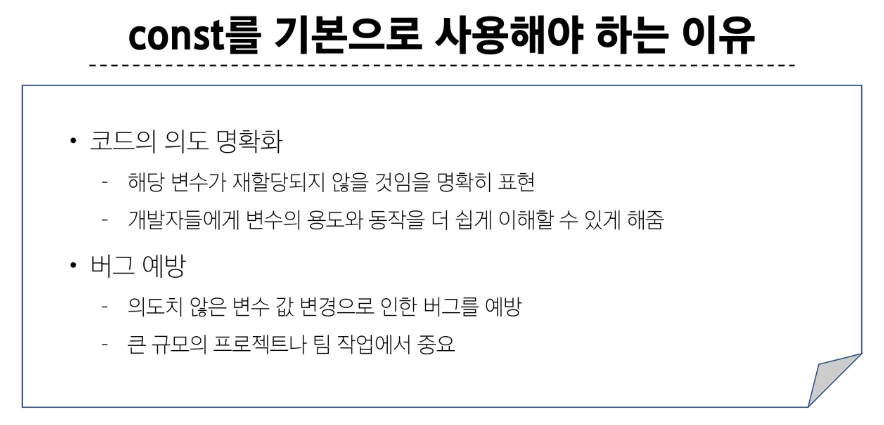 const를 기본으로 사용해야 하는 이유
• 코드의 의도 명확화
- 해당 변수가 재할당되지 않을 것임을 명확히 표현
- 개발자들에게 변수의 용도와 동작을 더 쉽게 이해할 수 있게 해줌
• 버그 예방
- 의도치 않은 변수 값 변경으로 인한 버그를 예방
- 큰 규모의 프로젝트나 팀 작업에서 중요